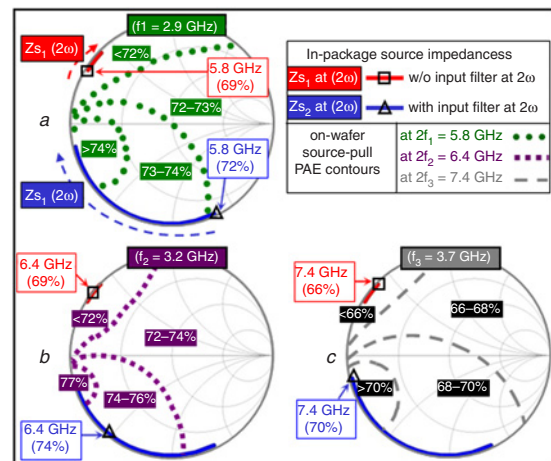 Zs₁ (2ω)
(f1 = 2.9 GHz)
<72%
5.8 GHz
(69%)
72–73%
a
>74%
73–74%
5.8 GHz
(72%)
Zs₁ (2ω)
In-package source impedancess
Zs₁ at (2ω)
w/o input filter at 2ω
Zs₂ at (2ω)
with input filter at 2ω
on-wafer
source-pull
PAE contours
at 2f₁ = 5.8 GHz
at 2f₂ = 6.4 GHz
at 2f₃ = 7.4 GHz
(f₂ = 3.2 GHz)
6.4 GHz
(69%)
<72%
72–74%
b
77%
74–76%
6.4 GHz
(74%)
(f₃ = 3.7 GHz)
7.4 GHz
(66%)
<66%
66–68%
c
>70%
68–70%
7.4 GHz
(70%)